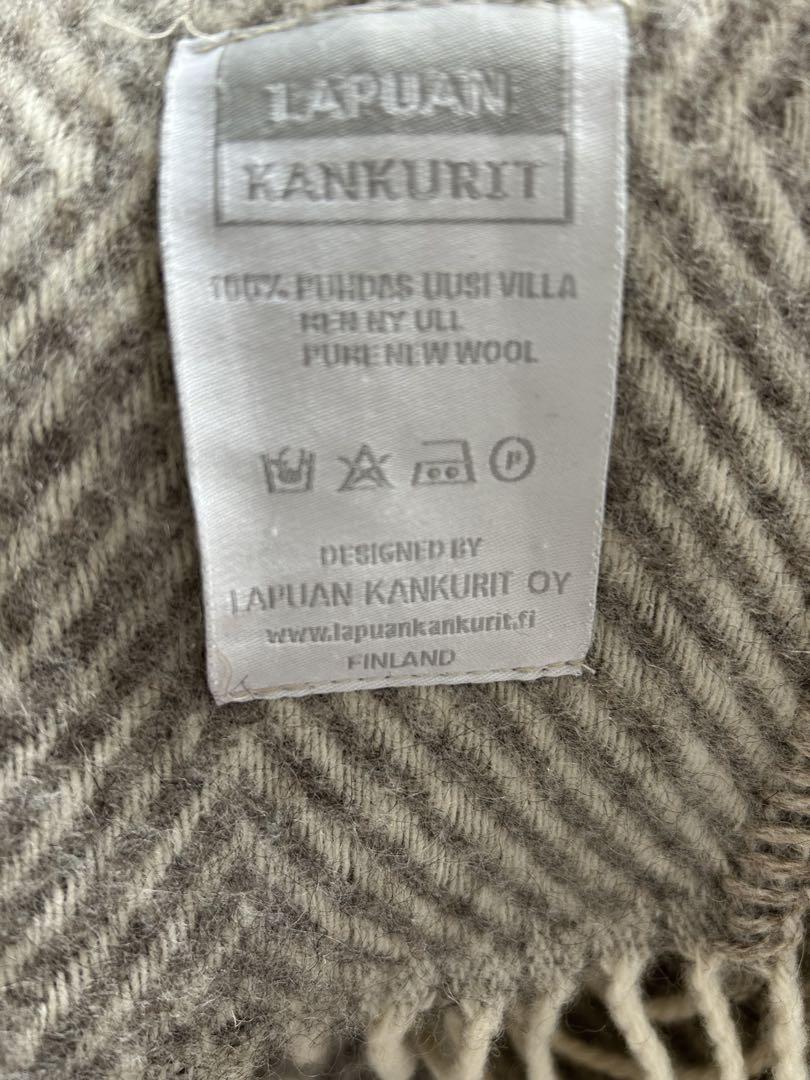 LAPUAN
KANKURIT
100% PUHDAS UUSI VILLA
REN NY ULL
PURE NEW WOOL
P
DESIGNED BY
LAPUAN KANKURIT OY
www.lapuankankurit.fi
FINLAND